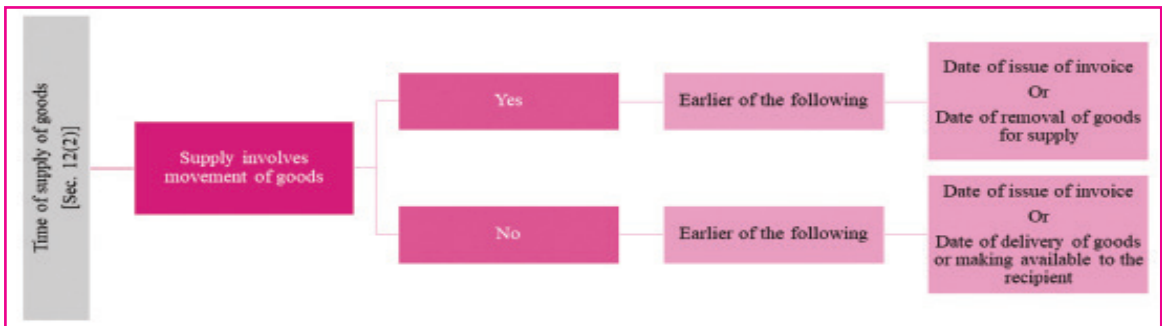 Time of supply of goods
[Sec. 12(2)]
Supply involves
movement of goods
Yes
Earlier of the following
Date of issue of invoice
Or
Date of removal of goods
for supply
No
Earlier of the following
Date of issue of invoice
Or
Date of delivery of goods
or making available to the
recipient